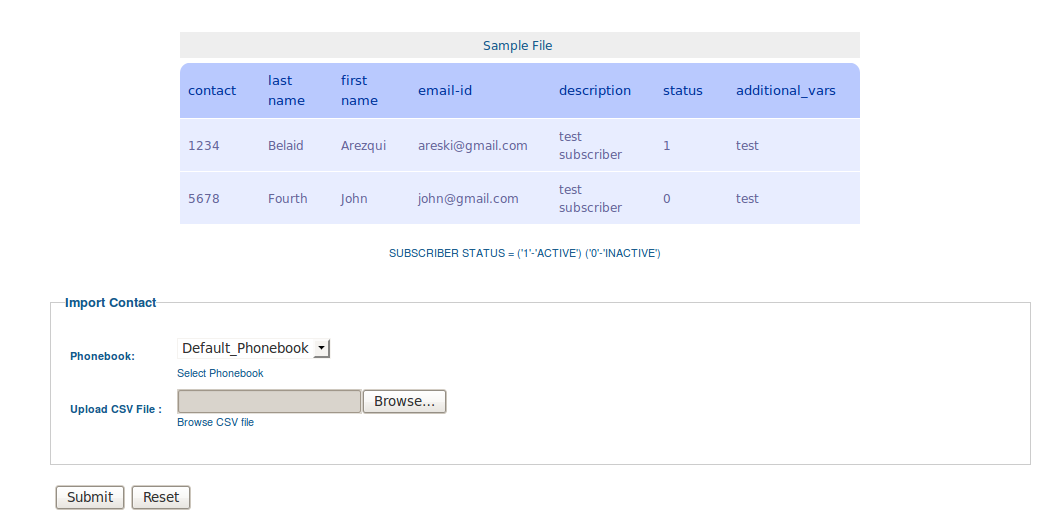 Sample File
contact last name first name email-id description status additional_vars
1234 Belaid Arezqui areski@gmail.com test subscriber 1 test
5678 Fourth John john@gmail.com test subscriber 0 test
SUBSCRIBER STATUS = ('1'-'ACTIVE') ('0'-'INACTIVE')
Import Contact
Phonebook: Default_Phonebook
Select Phonebook
Upload CSV File : Browse...
Browse CSV file
Submit Reset